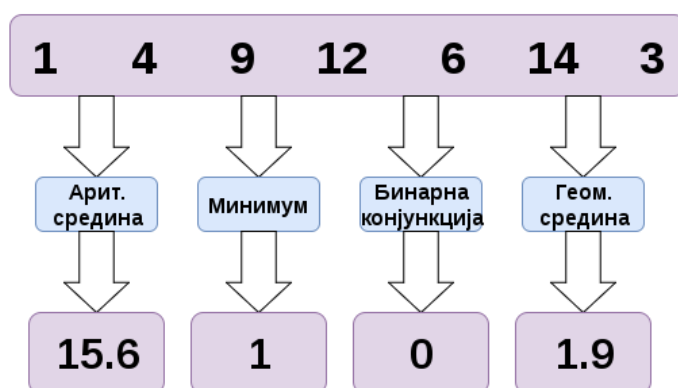 1 4 9 12 6 14 3
Арит.
средина
Минимум
Бинарна
конјункција
Геом.
средина
15.6 1 0 1.9